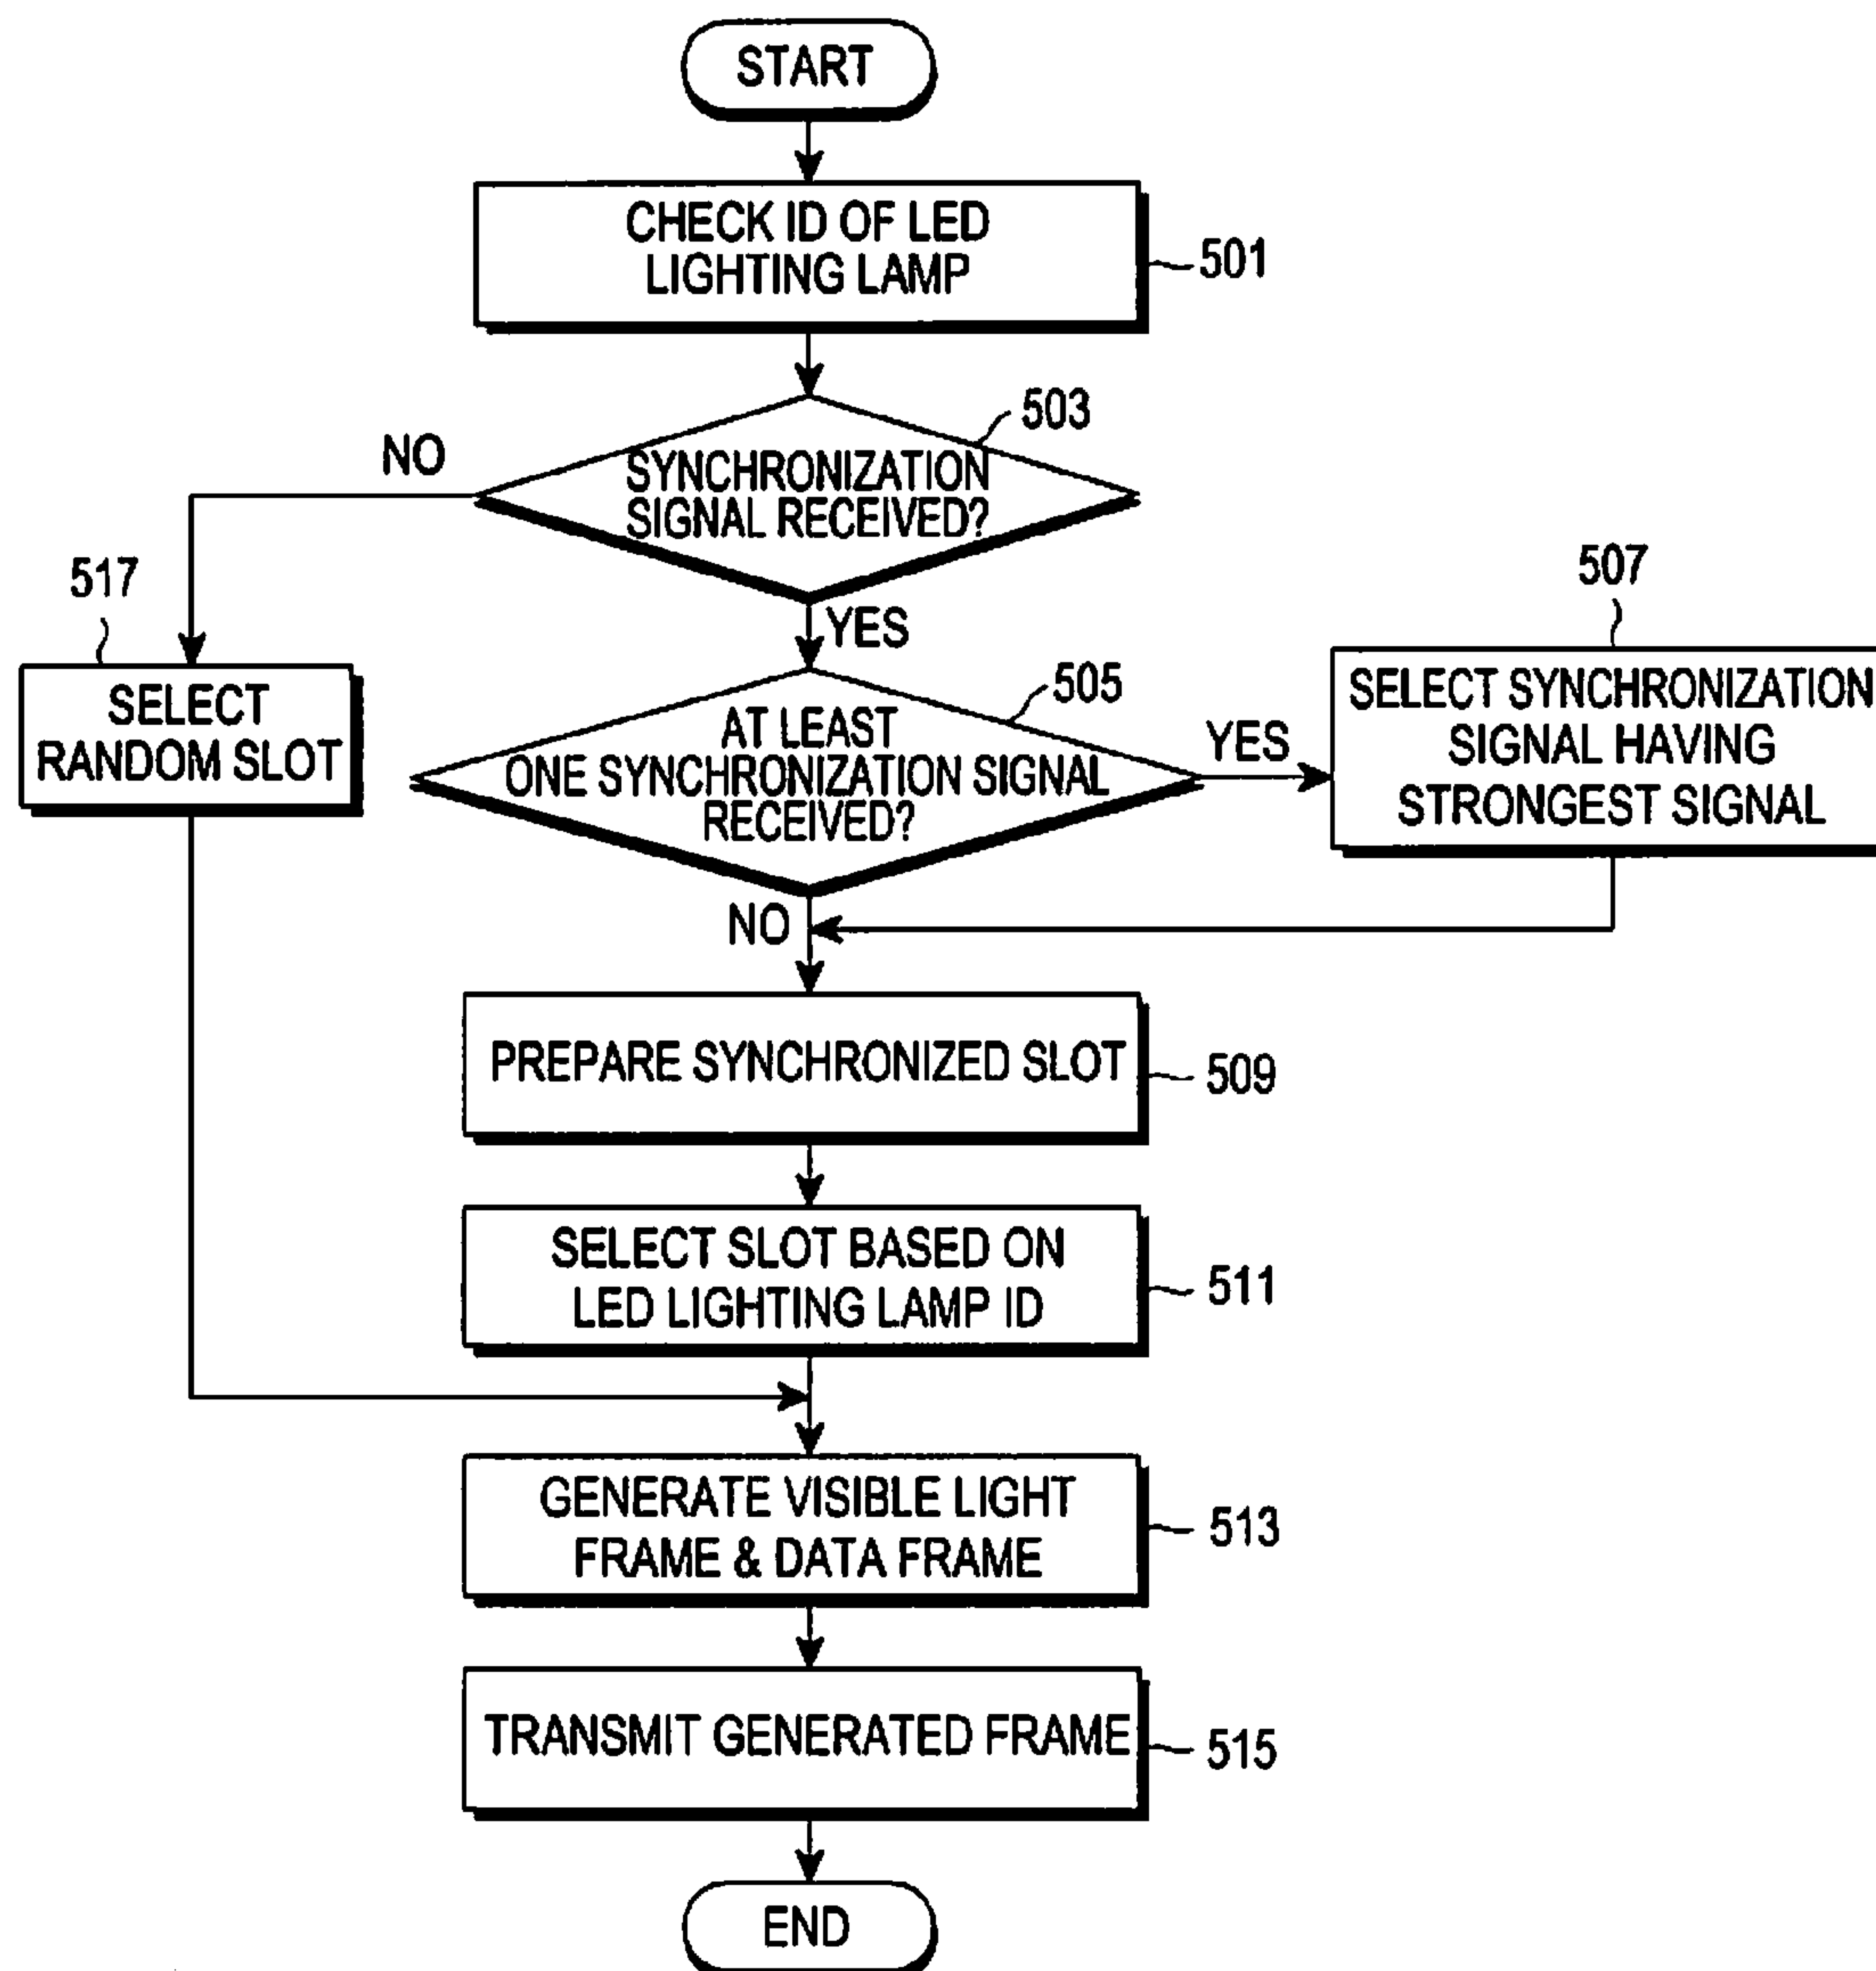 START
CHECK ID OF LED
LIGHTING LAMP
501
503
NO
SYNCHRONIZATION
SIGNAL RECEIVED?
YES
517
SELECT
RANDOM SLOT
505
AT LEAST
ONE SYNCHRONIZATION SIGNAL
RECEIVED?
YES
NO
507
SELECT SYNCHRONIZATION
SIGNAL HAVING
STRONGEST SIGNAL
PREPARE SYNCHRONIZED SLOT
509
SELECT SLOT BASED ON
LED LIGHTING LAMP ID
511
GENERATE VISIBLE LIGHT
FRAME & DATA FRAME
513
TRANSMIT GENERATED FRAME
515
END